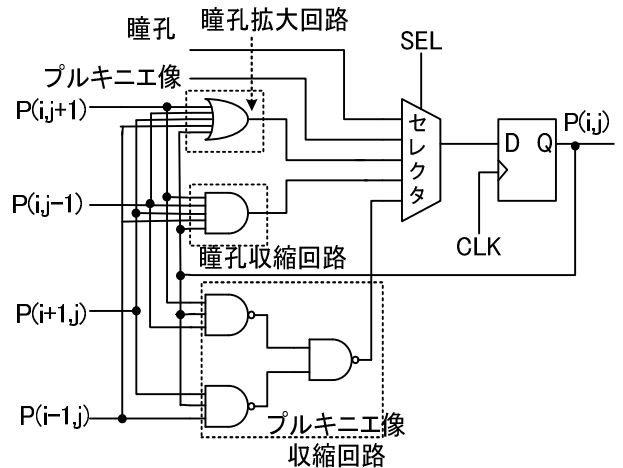 瞳孔
瞳孔拡大回路
SEL
プルキニエ像
P(i,j+1)
P(i,j)
セレクタ
D Q
P(i,j−1)
CLK
瞳孔収縮回路
P(i+1,j)
P(i−1,j)
プルキニエ像
収縮回路